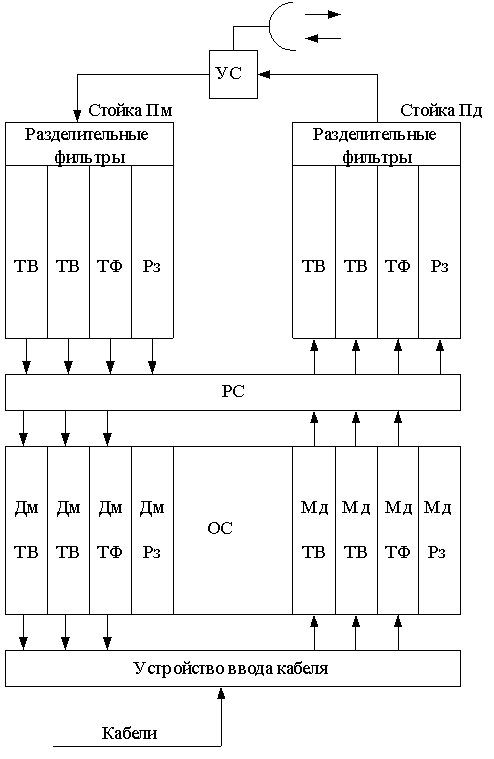 УС
Стойка Пм
Стойка Пд
Разделительные
фильтры
Разделительные
фильтры
ТВ ТВ ТФ Рз
ТВ ТВ ТФ Рз
РС
Дм Дм Дм Дм
ТВ ТВ ТФ Рз
ОС
Мд Мд Мд Мд
ТВ ТВ ТФ Рз
Устройство ввода кабеля
Кабели